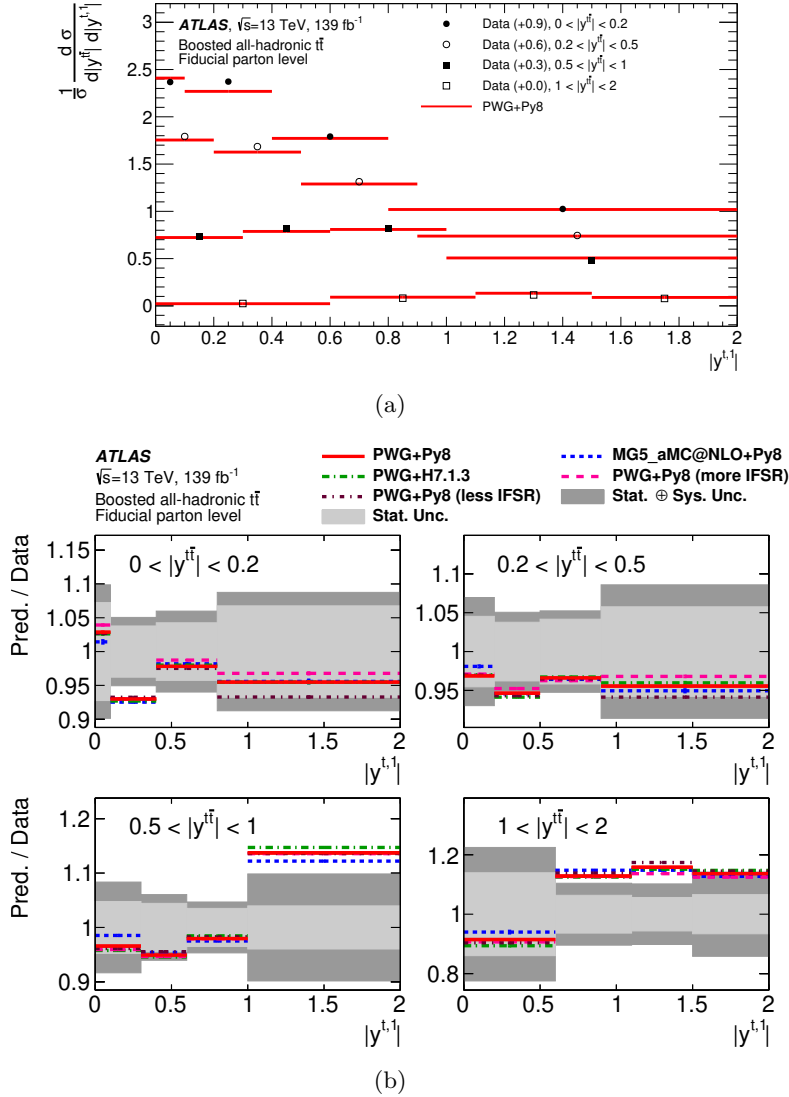 ATLAS, √s=13 TeV, 139 fb⁻¹
Boosted all-hadronic tt̄
Fiducial parton level
Data (+0.9), 0 < |y^{tt̄}| < 0.2
Data (+0.6), 0.2 < |y^{tt̄}| < 0.5
Data (+0.3), 0.5 < |y^{tt̄}| < 1
Data (+0.0), 1 < |y^{tt̄}| < 2
PWG+Py8
1/σ d σ / d|y^{tt̄}| d|y^{t,1}|
3
2.5
2
1.5
1
0.5
0
0 0.2 0.4 0.6 0.8 1 1.2 1.4 1.6 1.8 2
|y^{t,1}|
(a)
ATLAS
√s=13 TeV, 139 fb⁻¹
Boosted all-hadronic tt̄
Fiducial parton level
PWG+Py8
PWG+H7.1.3
PWG+Py8 (less IFSR)
Stat. Unc.
MG5_aMC@NLO+Py8
PWG+Py8 (more IFSR)
Stat. ⊕ Sys. Unc.
0 < |y^{tt̄}| < 0.2
Pred. / Data
1.15
1.1
1.05
1
0.95
0.9
0 0.5 1 1.5 2
|y^{t,1}|
0.2 < |y^{tt̄}| < 0.5
1.1
1.05
1
0.95
0 0.5 1 1.5 2
|y^{t,1}|
0.5 < |y^{tt̄}| < 1
Pred. / Data
1.2
1.1
1
0.9
0 0.5 1 1.5 2
|y^{t,1}|
1 < |y^{tt̄}| < 2
1.2
1
0.8
0 0.5 1 1.5 2
|y^{t,1}|
(b)